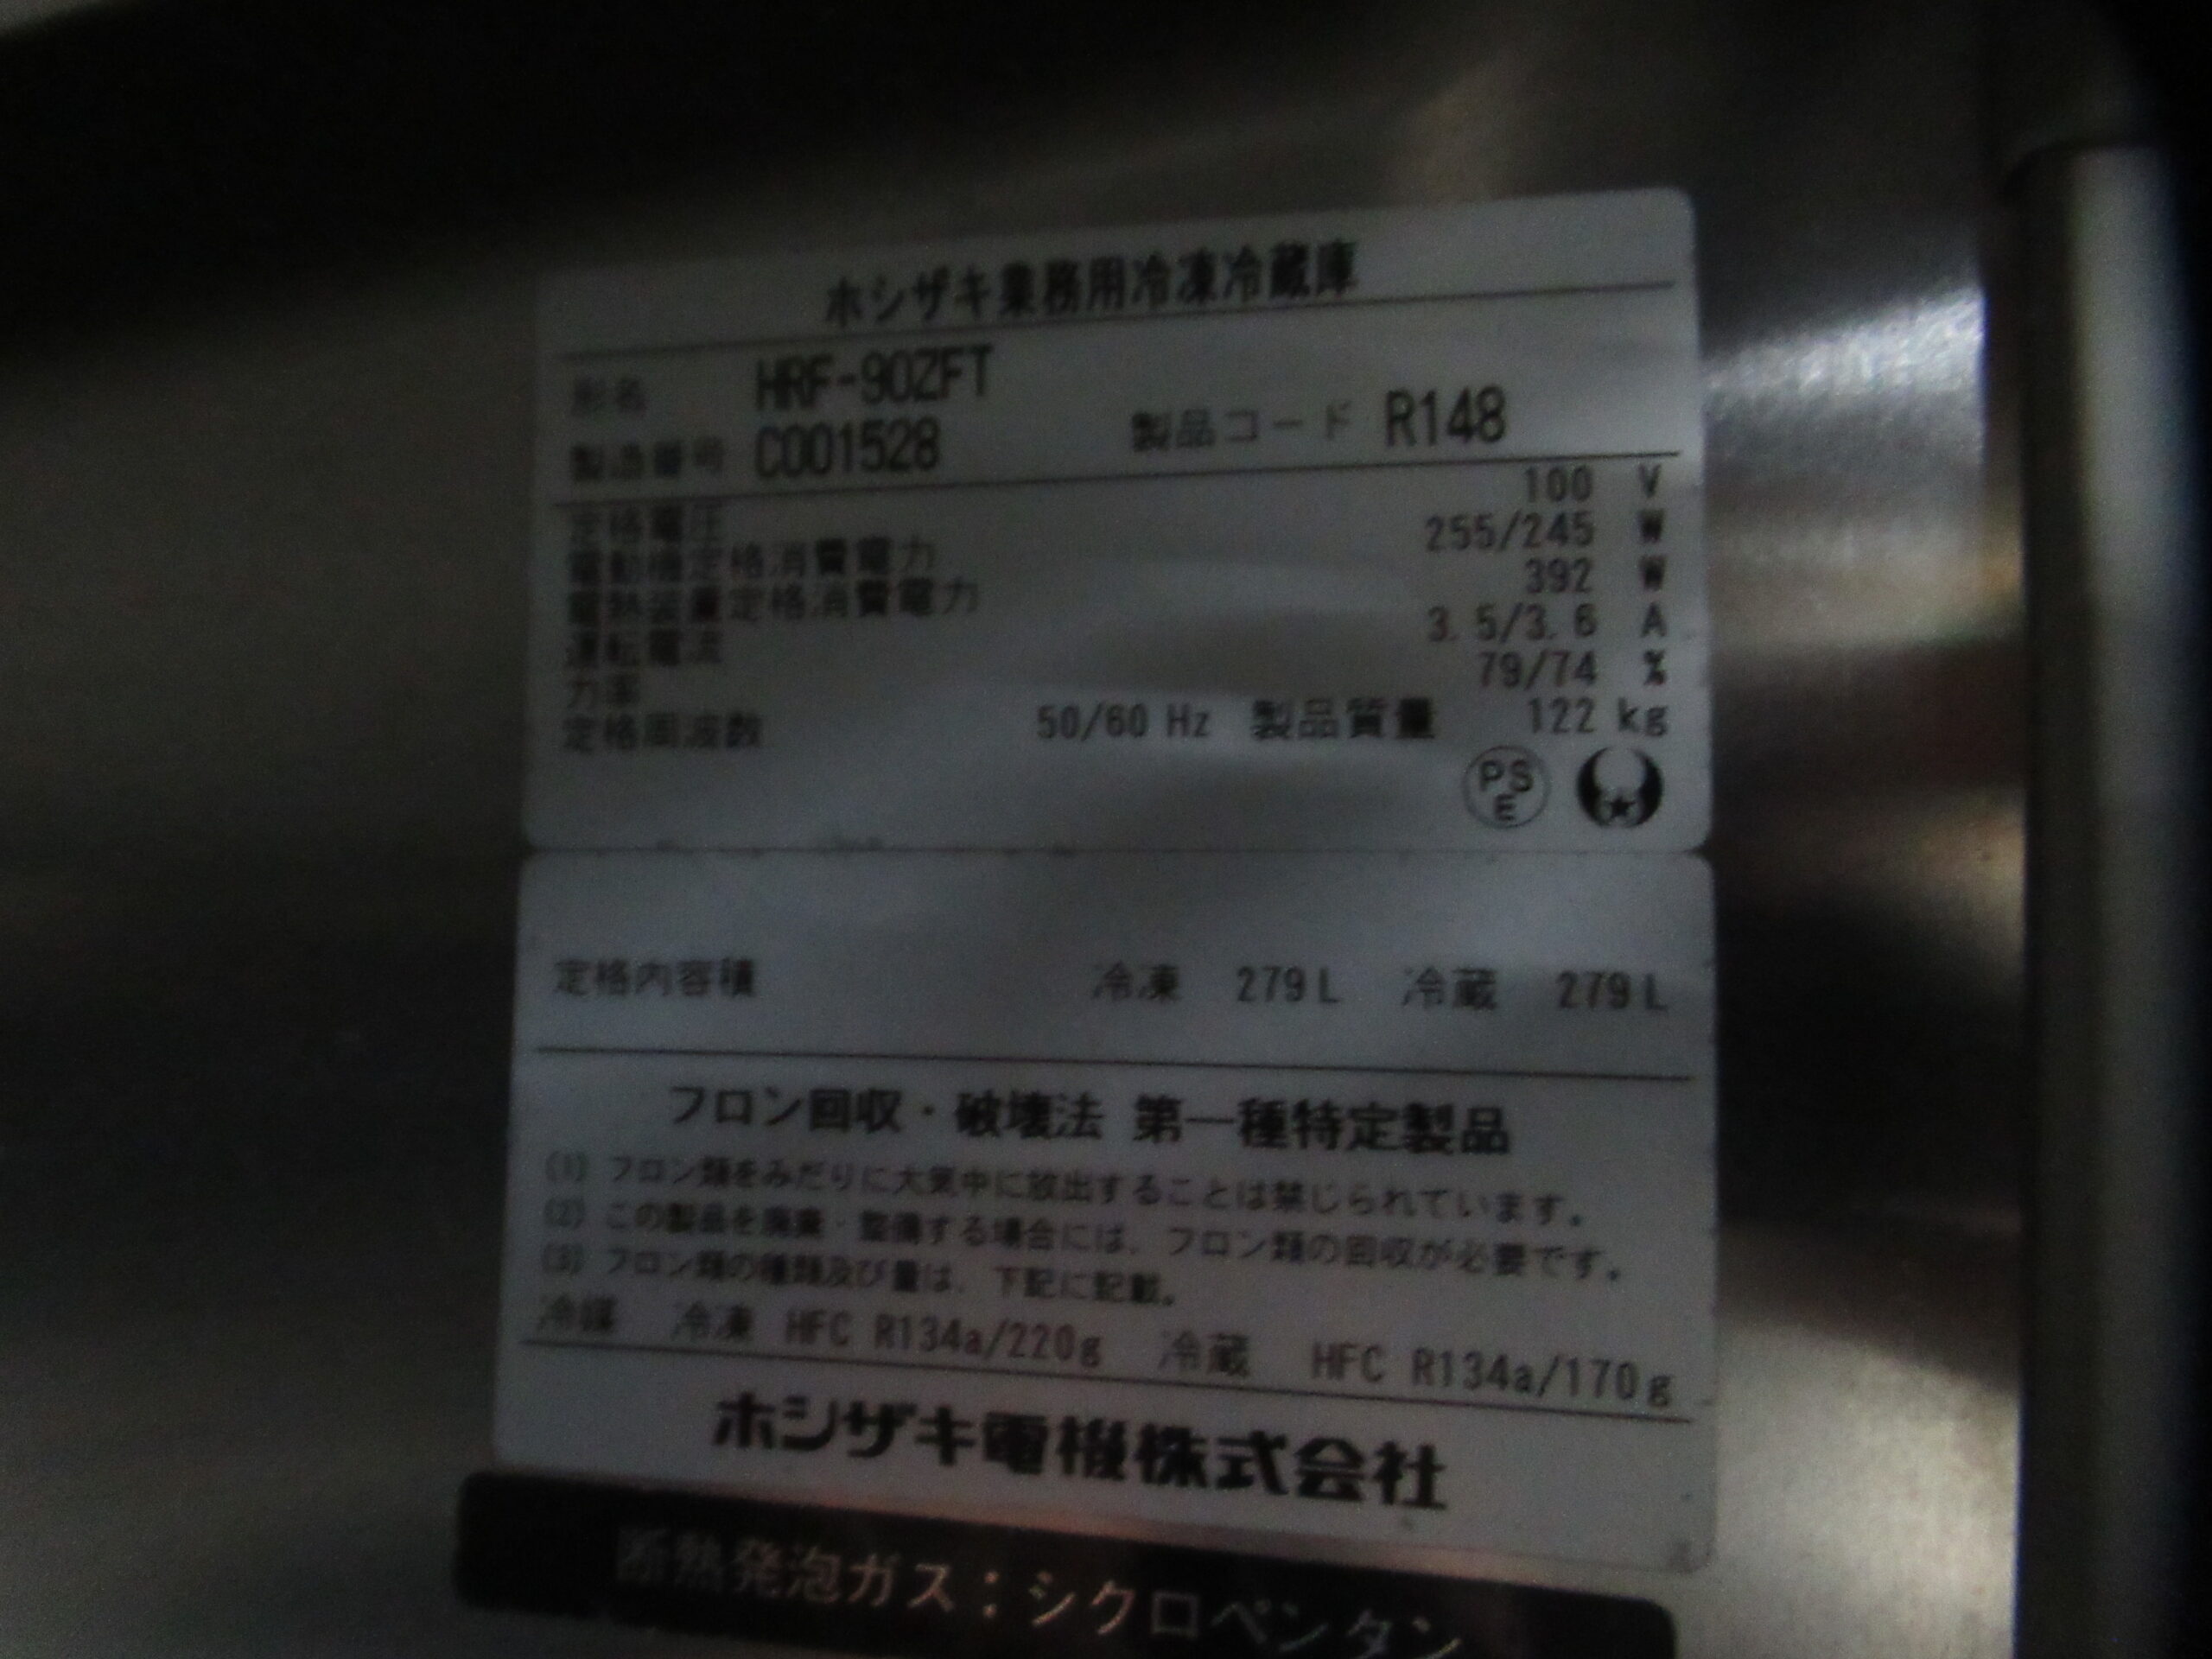 ホシザキ業務用冷凍冷蔵庫
形名 HRF-90ZFT
製造番号 C001528 製品コード R148
定格電圧 100 V
電動機定格消費電力 255/245 W
電熱装置定格消費電力 392 W
運転電流 3.5/3.6 A
力率 79/74 %
定格周波数 50/60 Hz 製品質量 122 kg
PSE
定格内容積 冷凍 279L 冷蔵 279L
フロン回収・破壊法 第一種特定製品
(1) フロン類をみだりに大気中に放出することは禁じられています。
(2) この製品を廃棄・整備する場合には、フロン類の回収が必要です。
(3) フロン類の種類及び量は、下記に記載。
冷媒 冷凍 HFC R134a/220g 冷蔵 HFC R134a/170g
ホシザキ電機株式会社
断熱発泡ガス：シクロペンタン